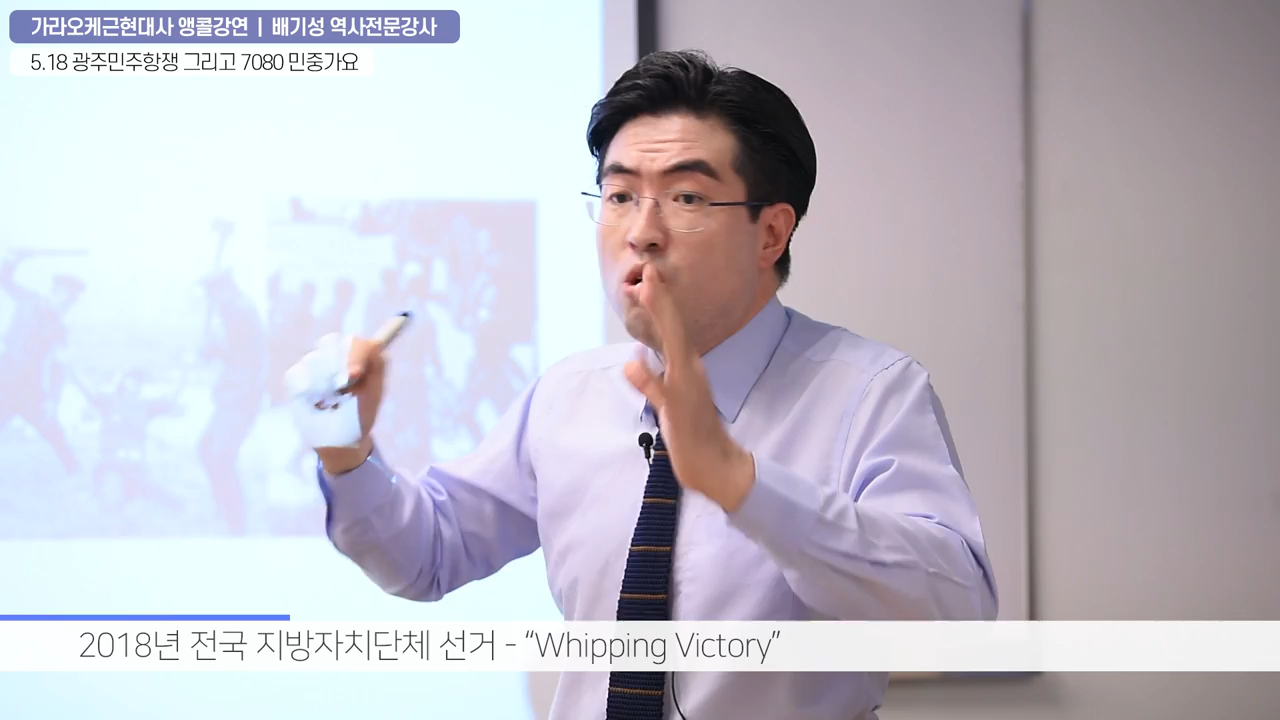 가라오케근현대사 앵콜강연 | 배기성 역사전문강사
5.18 광주민주항쟁 그리고 7080 민중가요
2018년 전국 지방자치단체 선거 - “Whipping Victory”